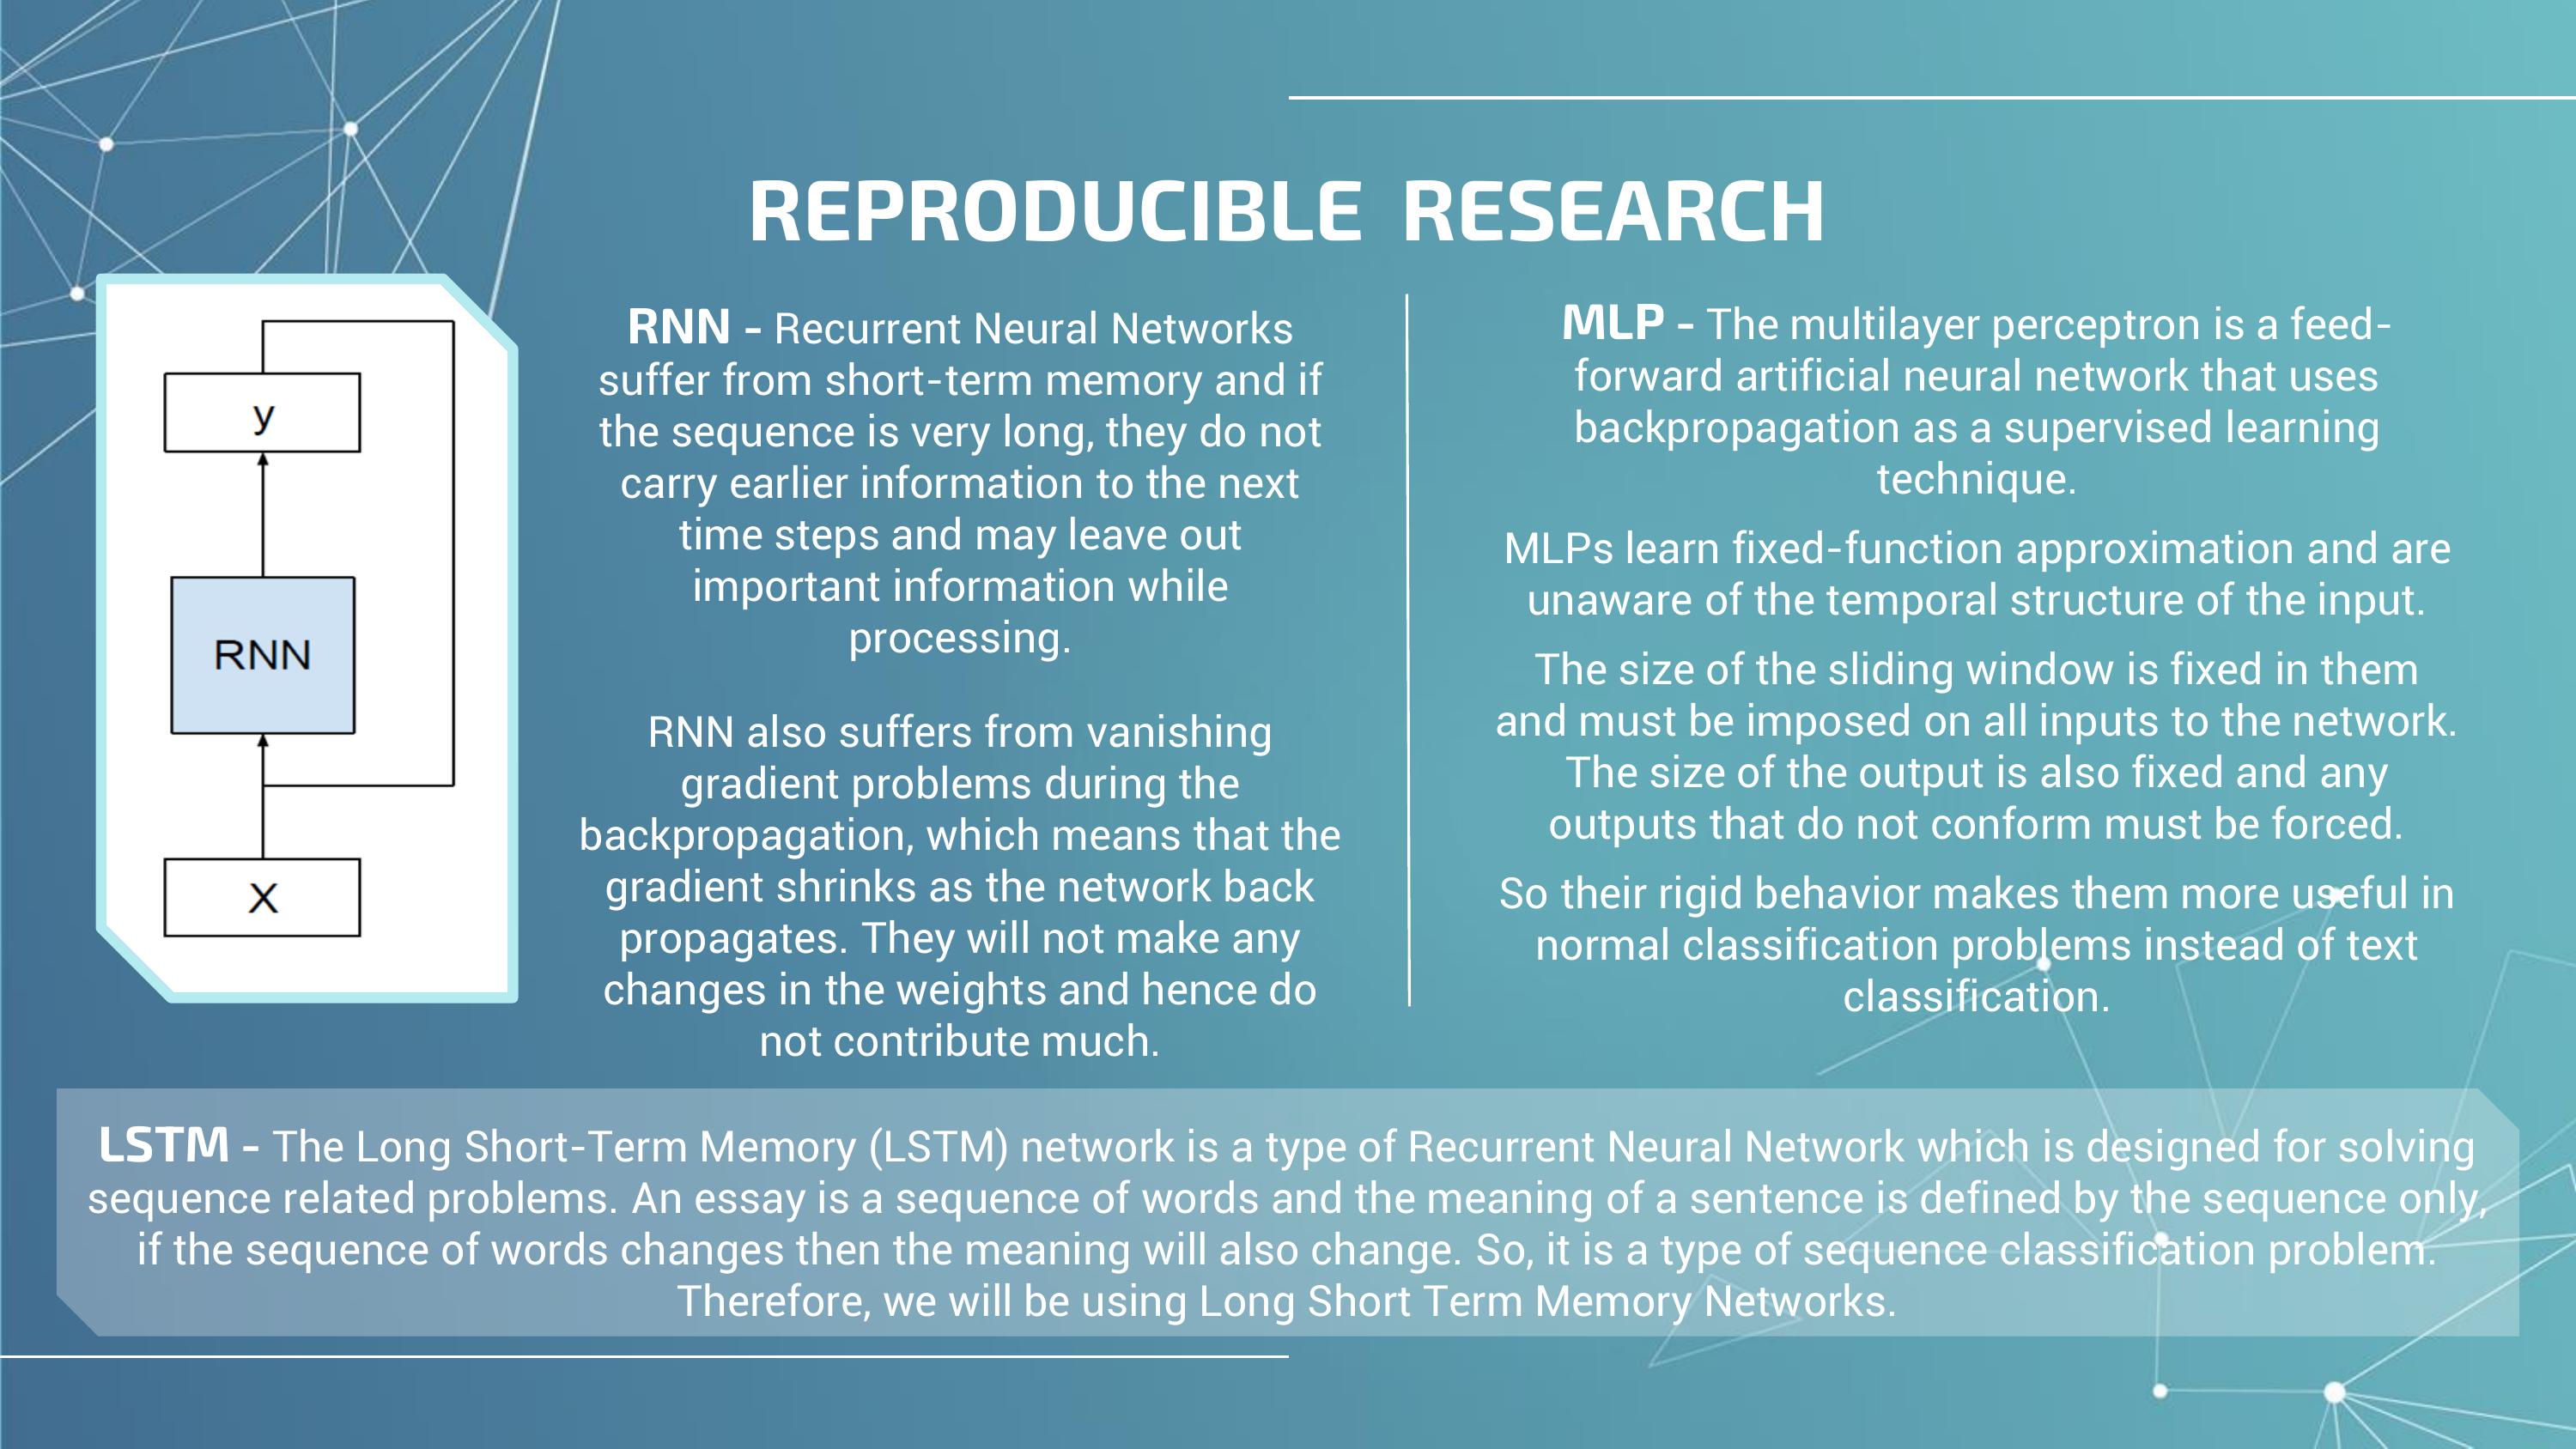 REPRODUCIBLE RESEARCH
y
RNN
X
RNN - Recurrent Neural Networks
suffer from short-term memory and if
the sequence is very long, they do not
carry earlier information to the next
time steps and may leave out
important information while
processing.
RNN also suffers from vanishing
gradient problems during the
backpropagation, which means that the
gradient shrinks as the network back
propagates. They will not make any
changes in the weights and hence do
not contribute much.
MLP - The multilayer perceptron is a feed-
forward artificial neural network that uses
backpropagation as a supervised learning
technique.
MLPs learn fixed-function approximation and are
unaware of the temporal structure of the input.
The size of the sliding window is fixed in them
and must be imposed on all inputs to the network.
The size of the output is also fixed and any
outputs that do not conform must be forced.
So their rigid behavior makes them more useful in
normal classification problems instead of text
classification.
LSTM - The Long Short-Term Memory (LSTM) network is a type of Recurrent Neural Network which is designed for solving
sequence related problems. An essay is a sequence of words and the meaning of a sentence is defined by the sequence only,
if the sequence of words changes then the meaning will also change. So, it is a type of sequence classification problem.
Therefore, we will be using Long Short Term Memory Networks.